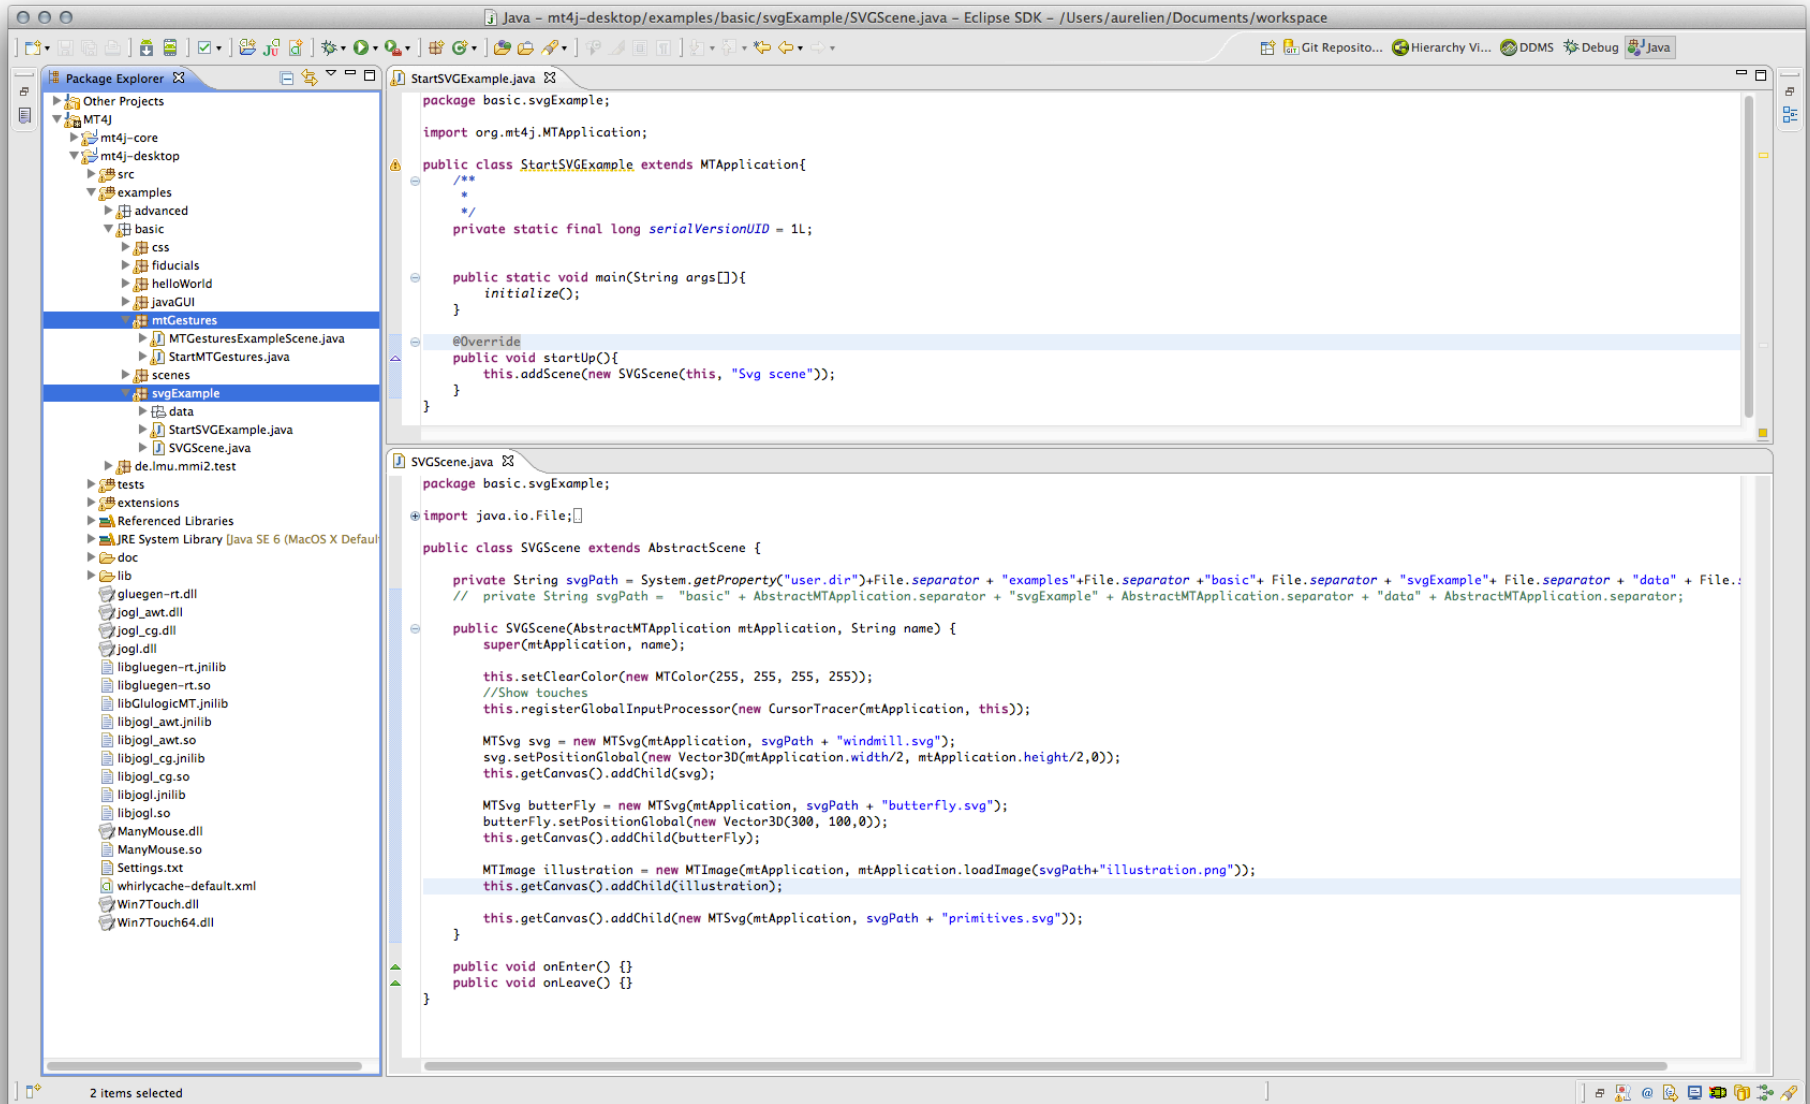 Java - mt4j-desktop/examples/basic/svgExample/SVGScene.java - Eclipse SDK - /Users/aurelien/Documents/workspace
Git Reposito...
Hierarchy Vi...
DDMS
Debug
Java
Package Explorer
Other Projects
MT4J
mt4j-core
mt4j-desktop
src
examples
advanced
basic
css
fiducials
helloWorld
javaGUI
mtGestures
MTGesturesExampleScene.java
StartMTGestures.java
scenes
svgExample
data
StartSVGExample.java
SVGScene.java
de.lmu.mmi2.test
tests
extensions
Referenced Libraries
JRE System Library [Java SE 6 (MacOS X Defaul
doc
lib
gluegen-rt.dll
jogl_awt.dll
jogl_cg.dll
jogl.dll
libgluegen-rt.jnilib
libgluegen-rt.so
libGlulogicMT.jnilib
libjogl_awt.jnilib
libjogl_awt.so
libjogl_cg.jnilib
libjogl_cg.so
libjogl.jnilib
libjogl.so
ManyMouse.dll
ManyMouse.so
Settings.txt
whirlycache-default.xml
Win7Touch.dll
Win7Touch64.dll
StartSVGExample.java
package basic.svgExample;
import org.mt4j.MTApplication;
public class StartSVGExample extends MTApplication{
/**
*
*/
private static final long serialVersionUID = 1L;
public static void main(String args[]){
initialize();
}
@Override
public void startUp(){
this.addScene(new SVGScene(this, "Svg scene"));
}
}
SVGScene.java
package basic.svgExample;
import java.io.File;
public class SVGScene extends AbstractScene {
private String svgPath = System.getProperty("user.dir")+File.separator + "examples"+File.separator +"basic"+ File.separator + "svgExample"+ File.separator + "data" + File.s
//  private String svgPath =  "basic" + AbstractMTApplication.separator + "svgExample" + AbstractMTApplication.separator + "data" + AbstractMTApplication.separator;
public SVGScene(AbstractMTApplication mtApplication, String name) {
super(mtApplication, name);
this.setClearColor(new MTColor(255, 255, 255, 255));
//Show touches
this.registerGlobalInputProcessor(new CursorTracer(mtApplication, this));
MTSvg svg = new MTSvg(mtApplication, svgPath + "windmill.svg");
svg.setPositionGlobal(new Vector3D(mtApplication.width/2, mtApplication.height/2,0));
this.getCanvas().addChild(svg);
MTSvg butterFly = new MTSvg(mtApplication, svgPath + "butterfly.svg");
butterFly.setPositionGlobal(new Vector3D(300, 100,0));
this.getCanvas().addChild(butterFly);
MTImage illustration = new MTImage(mtApplication, mtApplication.loadImage(svgPath+"illustration.png"));
this.getCanvas().addChild(illustration);
this.getCanvas().addChild(new MTSvg(mtApplication, svgPath + "primitives.svg"));
}
public void onEnter() {}
public void onLeave() {}
}
2 items selected